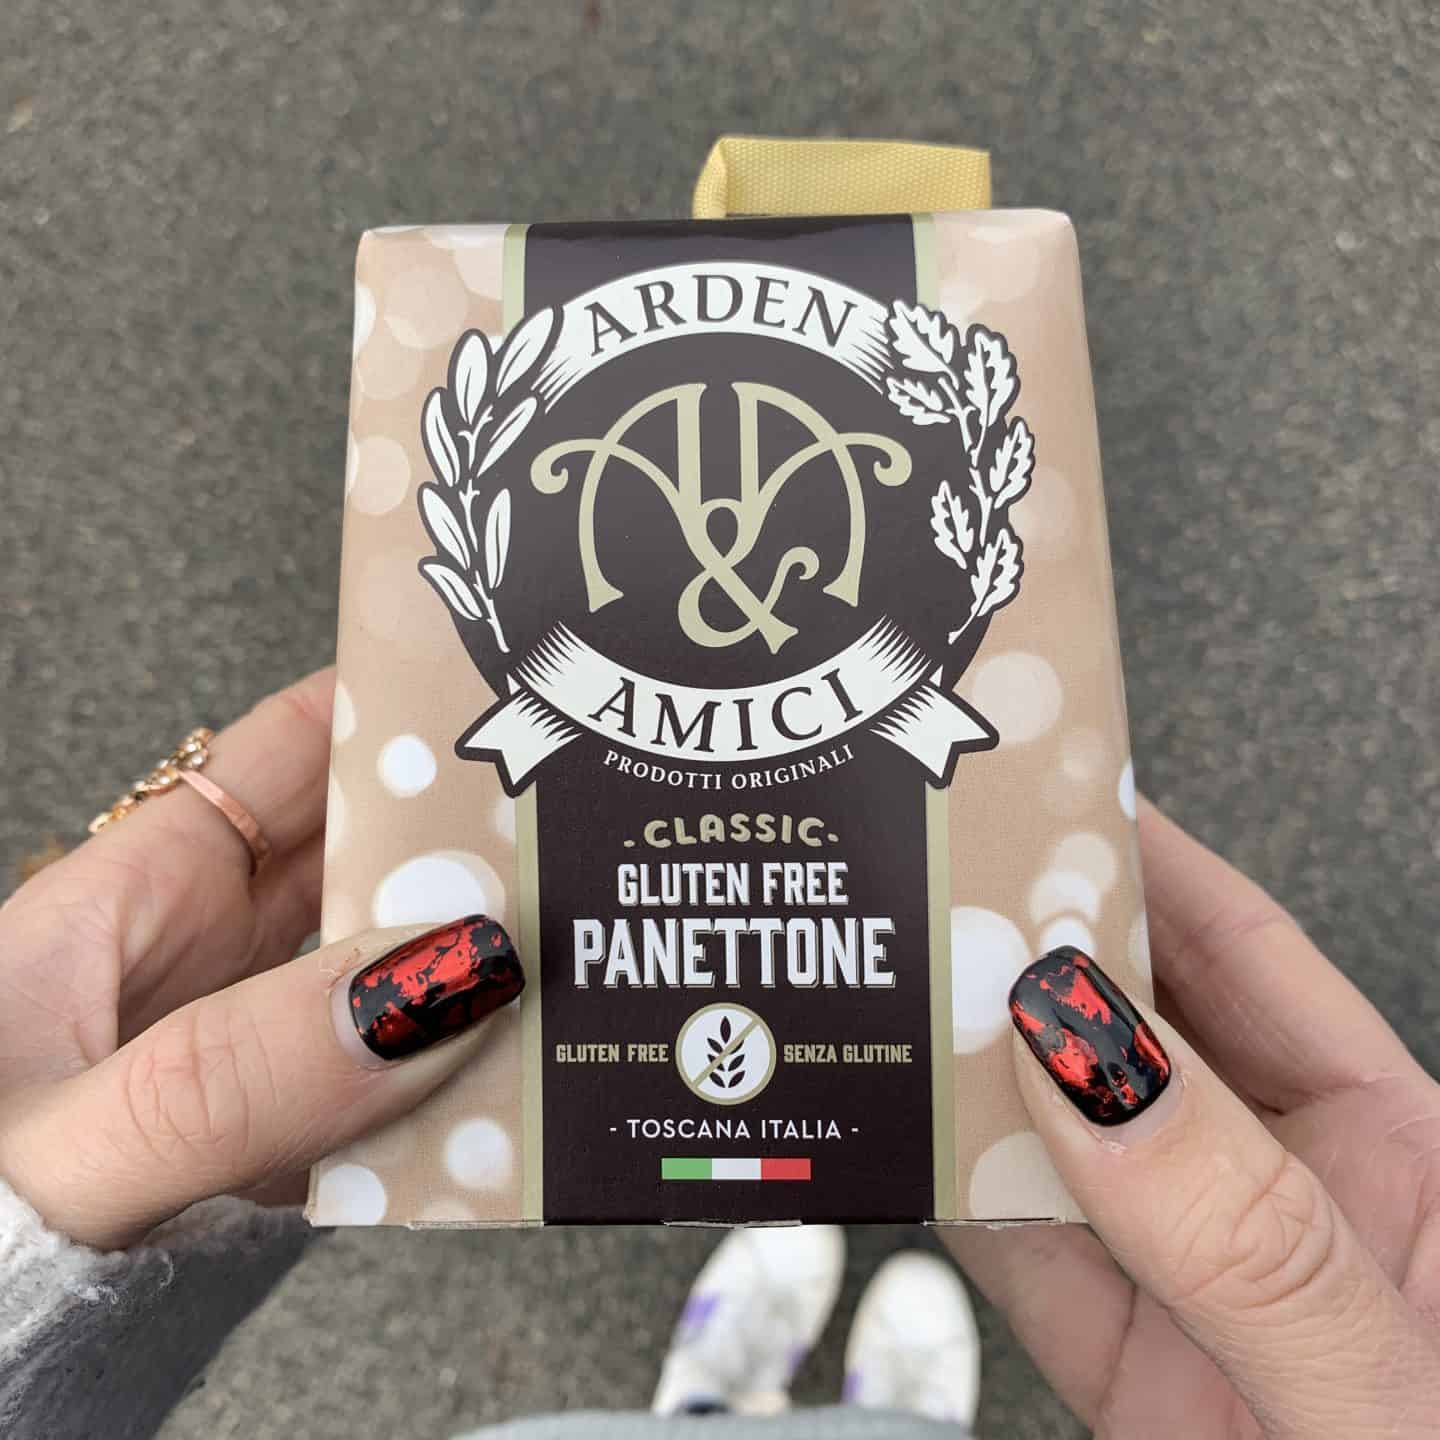 ARDEN
A&A
AMICI
PRODOTTI ORIGINALI
-CLASSIC-
GLUTEN FREE
PANETTONE
GLUTEN FREE SENZA GLUTINE
- TOSCANA ITALIA -